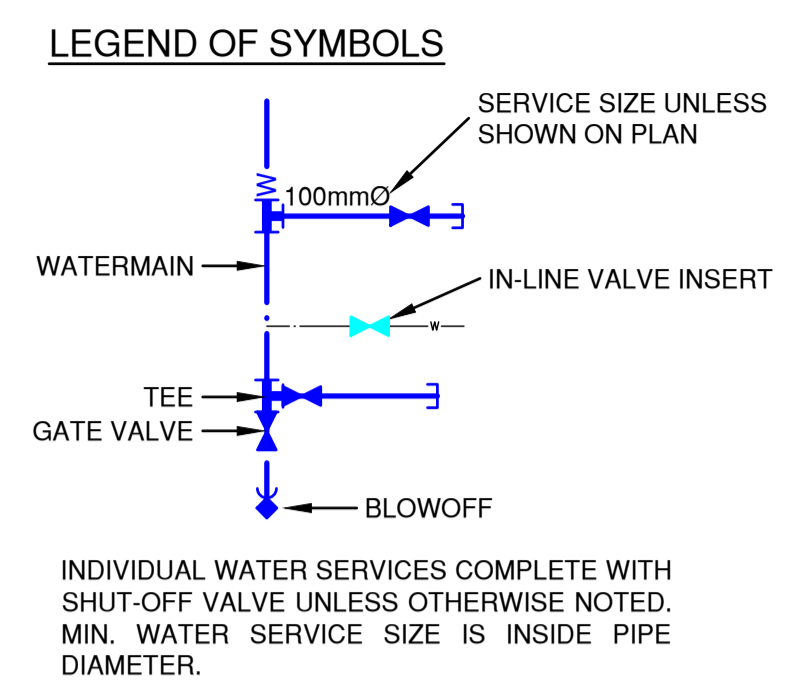 LEGEND OF SYMBOLS
SERVICE SIZE UNLESS
SHOWN ON PLAN
W
100mmØ
WATERMAIN
IN-LINE VALVE INSERT
W
TEE
GATE VALVE
BLOWOFF
INDIVIDUAL WATER SERVICES COMPLETE WITH
SHUT-OFF VALVE UNLESS OTHERWISE NOTED.
MIN. WATER SERVICE SIZE IS INSIDE PIPE
DIAMETER.